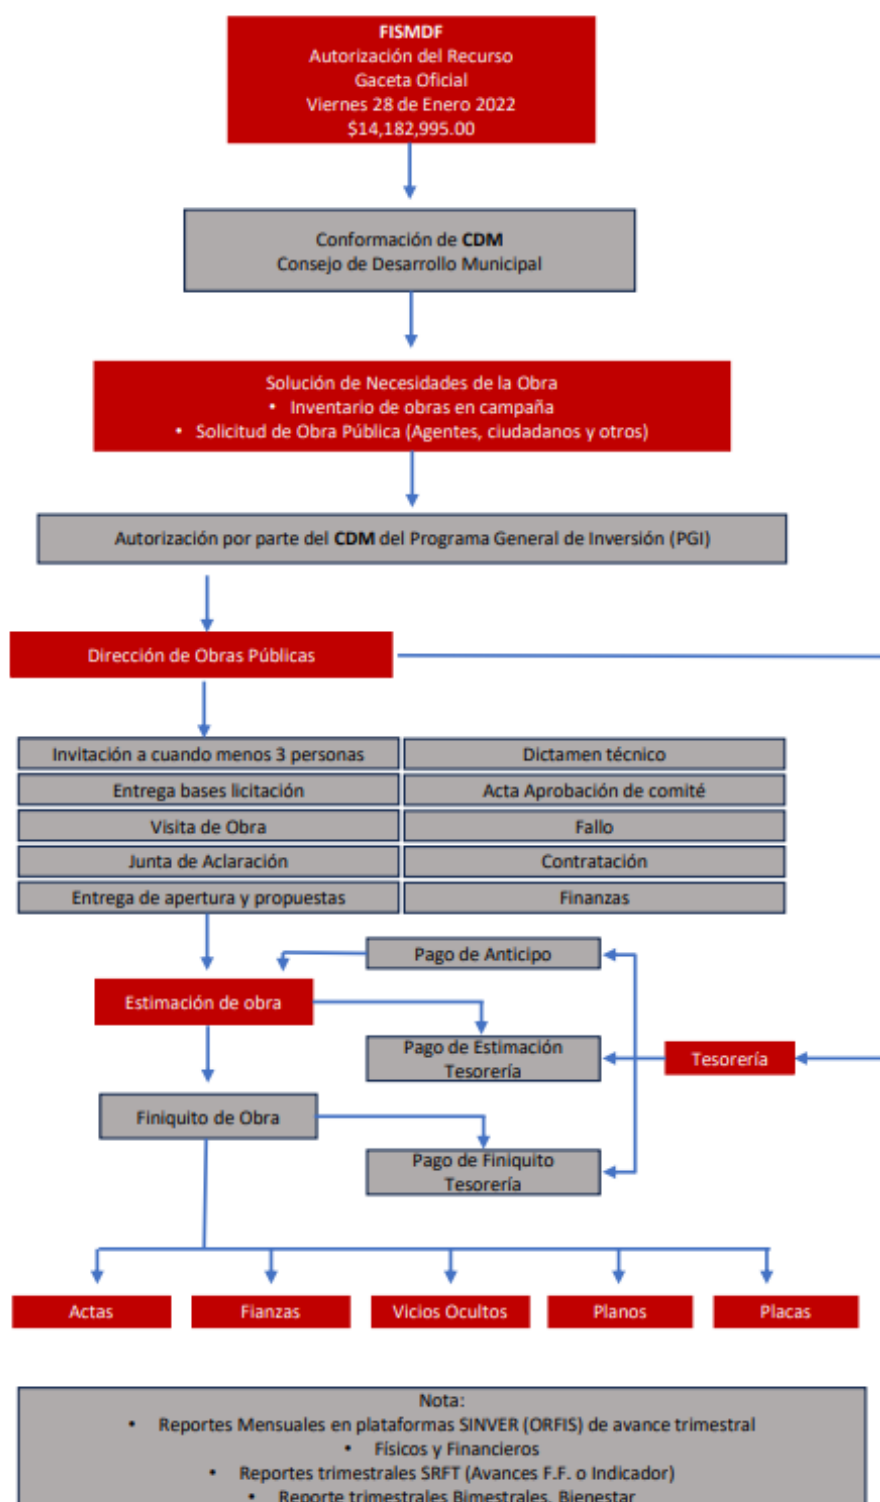 FISMDF
Autorización del Recurso
Gaceta Oficial
Viernes 28 de Enero 2022
$14,182,995.00
Conformación de CDM
Consejo de Desarrollo Municipal
Solución de Necesidades de la Obra
• Inventario de obras en campaña
• Solicitud de Obra Pública (Agentes, ciudadanos y otros)
Autorización por parte del CDM del Programa General de Inversión (PGI)
Dirección de Obras Públicas
Invitación a cuando menos 3 personas
Dictamen técnico
Entrega bases licitación
Acta Aprobación de comité
Visita de Obra
Fallo
Junta de Aclaración
Contratación
Entrega de apertura y propuestas
Finanzas
Pago de Anticipo
Estimación de obra
Pago de Estimación
Tesorería
Tesorería
Finiquito de Obra
Pago de Finiquito
Tesorería
Actas
Fianzas
Vicios Ocultos
Planos
Placas
Nota:
• Reportes Mensuales en plataformas SINVER (ORFIS) de avance trimestral
• Físicos y Financieros
• Reportes trimestrales SRFT (Avances F.F. o Indicador)
• Reporte trimestrales Bimestrales, Bienestar